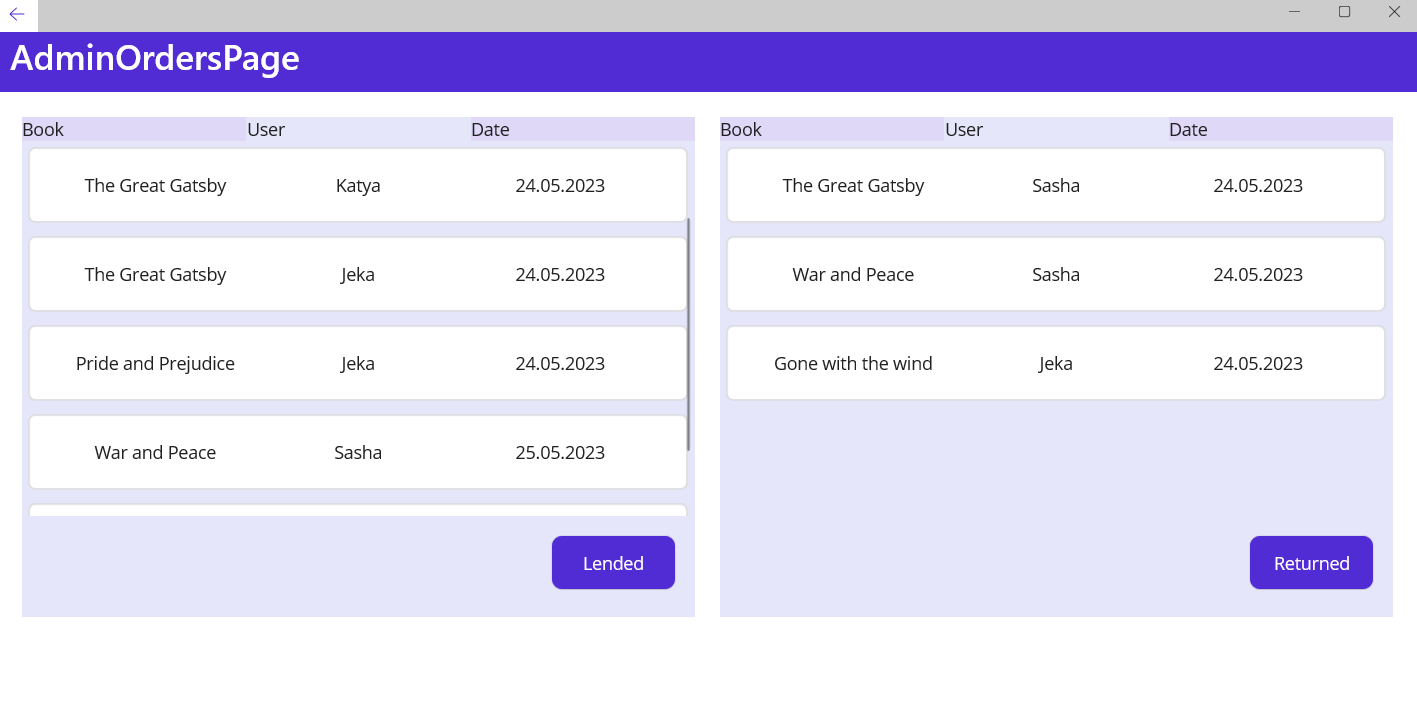 AdminOrdersPage
Book User Date
The Great Gatsby Katya 24.05.2023
The Great Gatsby Jeka 24.05.2023
Pride and Prejudice Jeka 24.05.2023
War and Peace Sasha 25.05.2023
Lended
Book User Date
The Great Gatsby Sasha 24.05.2023
War and Peace Sasha 24.05.2023
Gone with the wind Jeka 24.05.2023
Returned